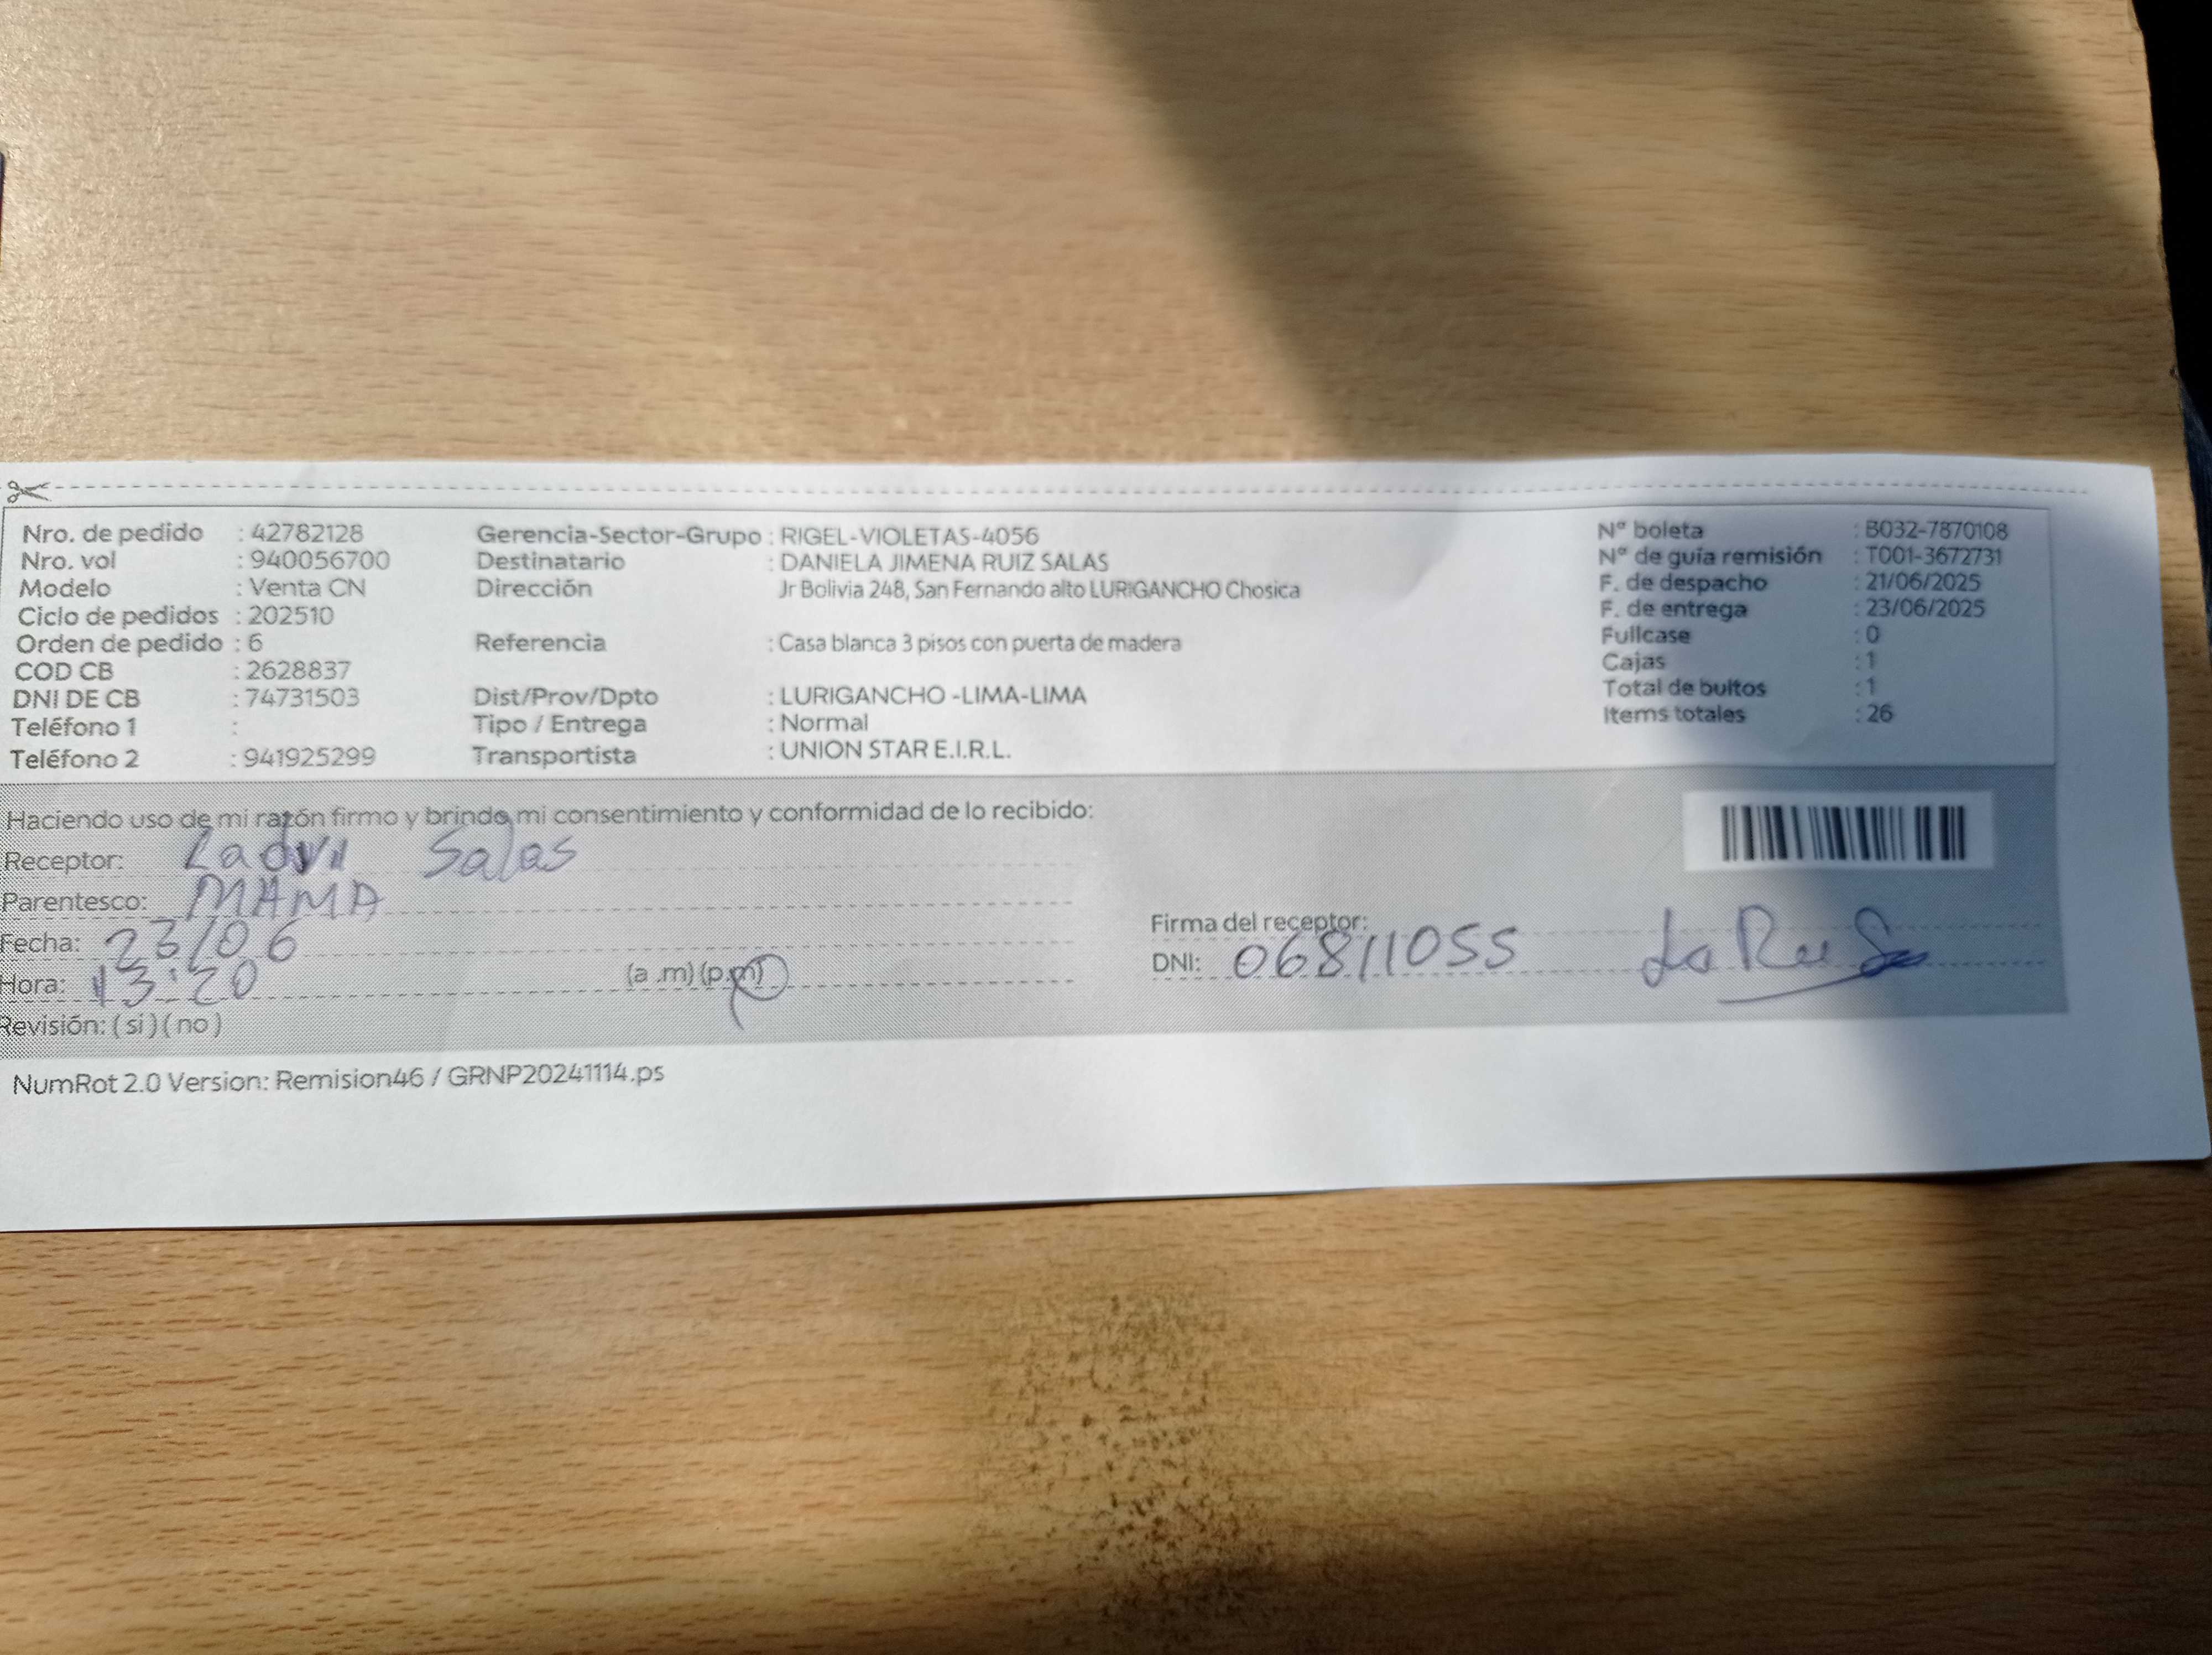 Nro. de pedido : 42782128 Gerencia-Sector-Grupo : RIGEL-VIOLETAS-4056 Nº boleta : B032-7870108
Nro. vol : 940056700 Destinatario : DANIELA JIMENA RUIZ SALAS Nº de guía remisión : T001-3672731
Modelo : Venta CN Dirección Jr Bolivia 248, San Fernando alto LURIGANCHO Chosica F. de despacho : 21/06/2025
Ciclo de pedidos : 202510 F. de entrega : 23/06/2025
Orden de pedido : 6 Referencia : Casa blanca 3 pisos con puerta de madera Fullcase : 0
COD CB : 2628837 Cajas : 1
DNI DE CB : 74731503 Dist/Prov/Dpto : LURIGANCHO -LIMA-LIMA Total de bultos : 1
Teléfono 1 : Tipo / Entrega : Normal Items totales : 26
Teléfono 2 : 941925299 Transportista : UNION STAR E.I.R.L.
Haciendo uso de mi razón firmo y brindo mi consentimiento y conformidad de lo recibido:
Receptor: Salas
Parentesco: MAMA
Fecha: 23/06 Firma del receptor:
Hora: 13:20 (a .m) (p.m) DNI: 06811055
Revisión: ( si ) ( no )
NumRot 2.0 Version: Remision46 / GRNP20241114.ps